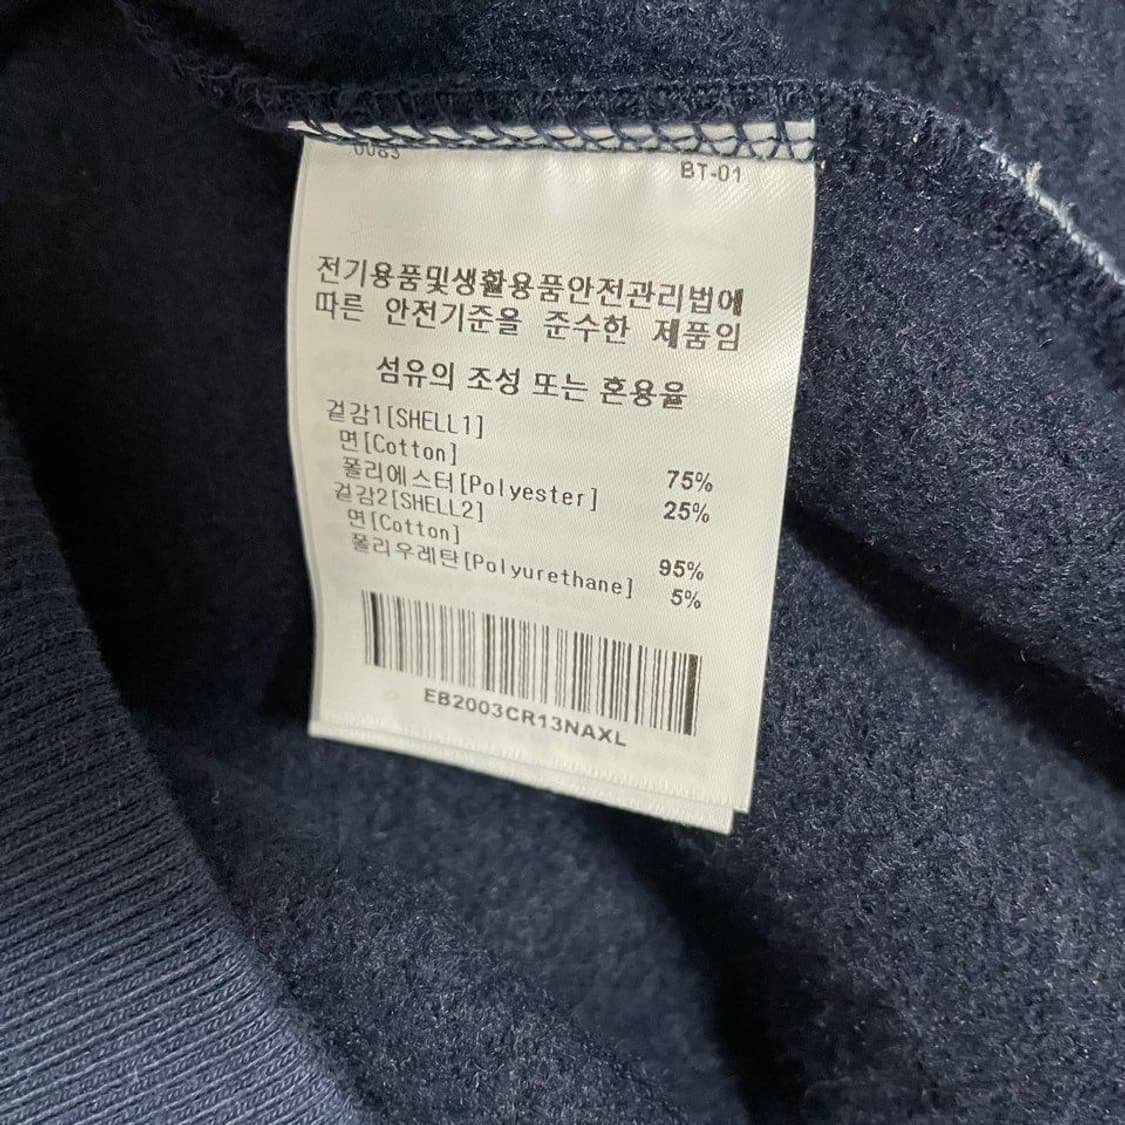 0083
BT-01
전기용품및생활용품안전관리법에
따른 안전기준을 준수한 제품임
섬유의 조성 또는 혼용율
겉감1[SHELL1]
면[Cotton] 75%
폴리에스터[Polyester] 25%
겉감2[SHELL2]
면[Cotton] 95%
폴리우레탄[Polyurethane] 5%
EB2003CR13NAXL